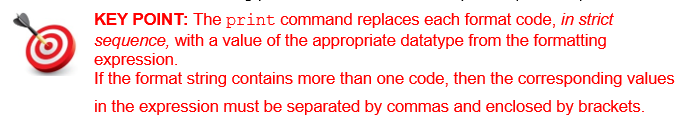 KEY POINT: The print command replaces each format code, in strict
sequence, with a value of the appropriate datatype from the formatting
expression.
If the format string contains more than one code, then the corresponding values
in the expression must be separated by commas and enclosed by brackets.